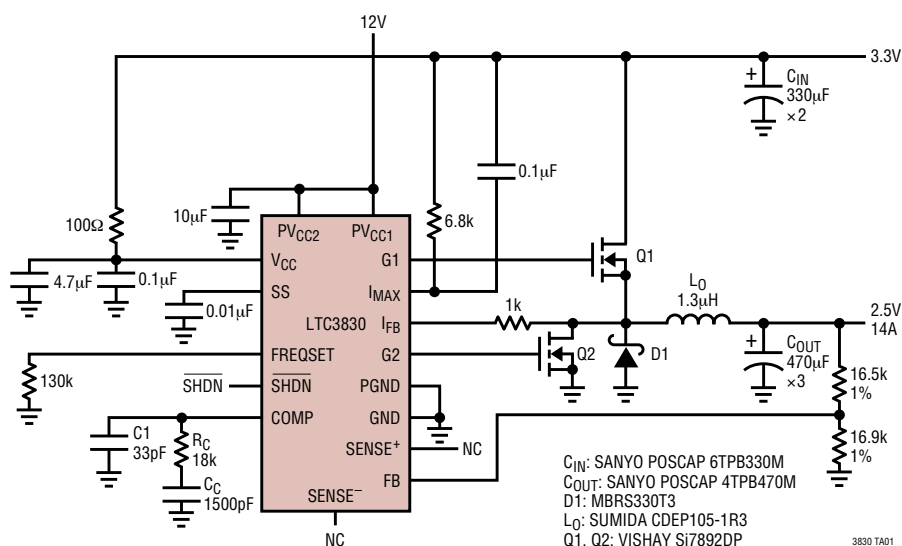 12V
3.3V
+
CIN
330µF
×2
0.1µF
10µF
6.8k
100Ω
PVCC2
PVCC1
VCC
G1
Q1
4.7µF
0.1µF
SS
IMAX
LO
1.3µH
2.5V
14A
0.01µF
1k
LTC3830
IFB
FREQSET
G2
Q2
D1
+
COUT
470µF
×3
130k
SHDN
SHDN
PGND
16.5k
1%
COMP
GND
C1
33pF
RC
18k
SENSE+
NC
16.9k
1%
FB
CC
1500pF
SENSE–
NC
CIN: SANYO POSCAP 6TPB330M
COUT: SANYO POSCAP 4TPB470M
D1: MBRS330T3
LO: SUMIDA CDEP105-1R3
Q1, Q2: VISHAY Si7892DP
3830 TA01